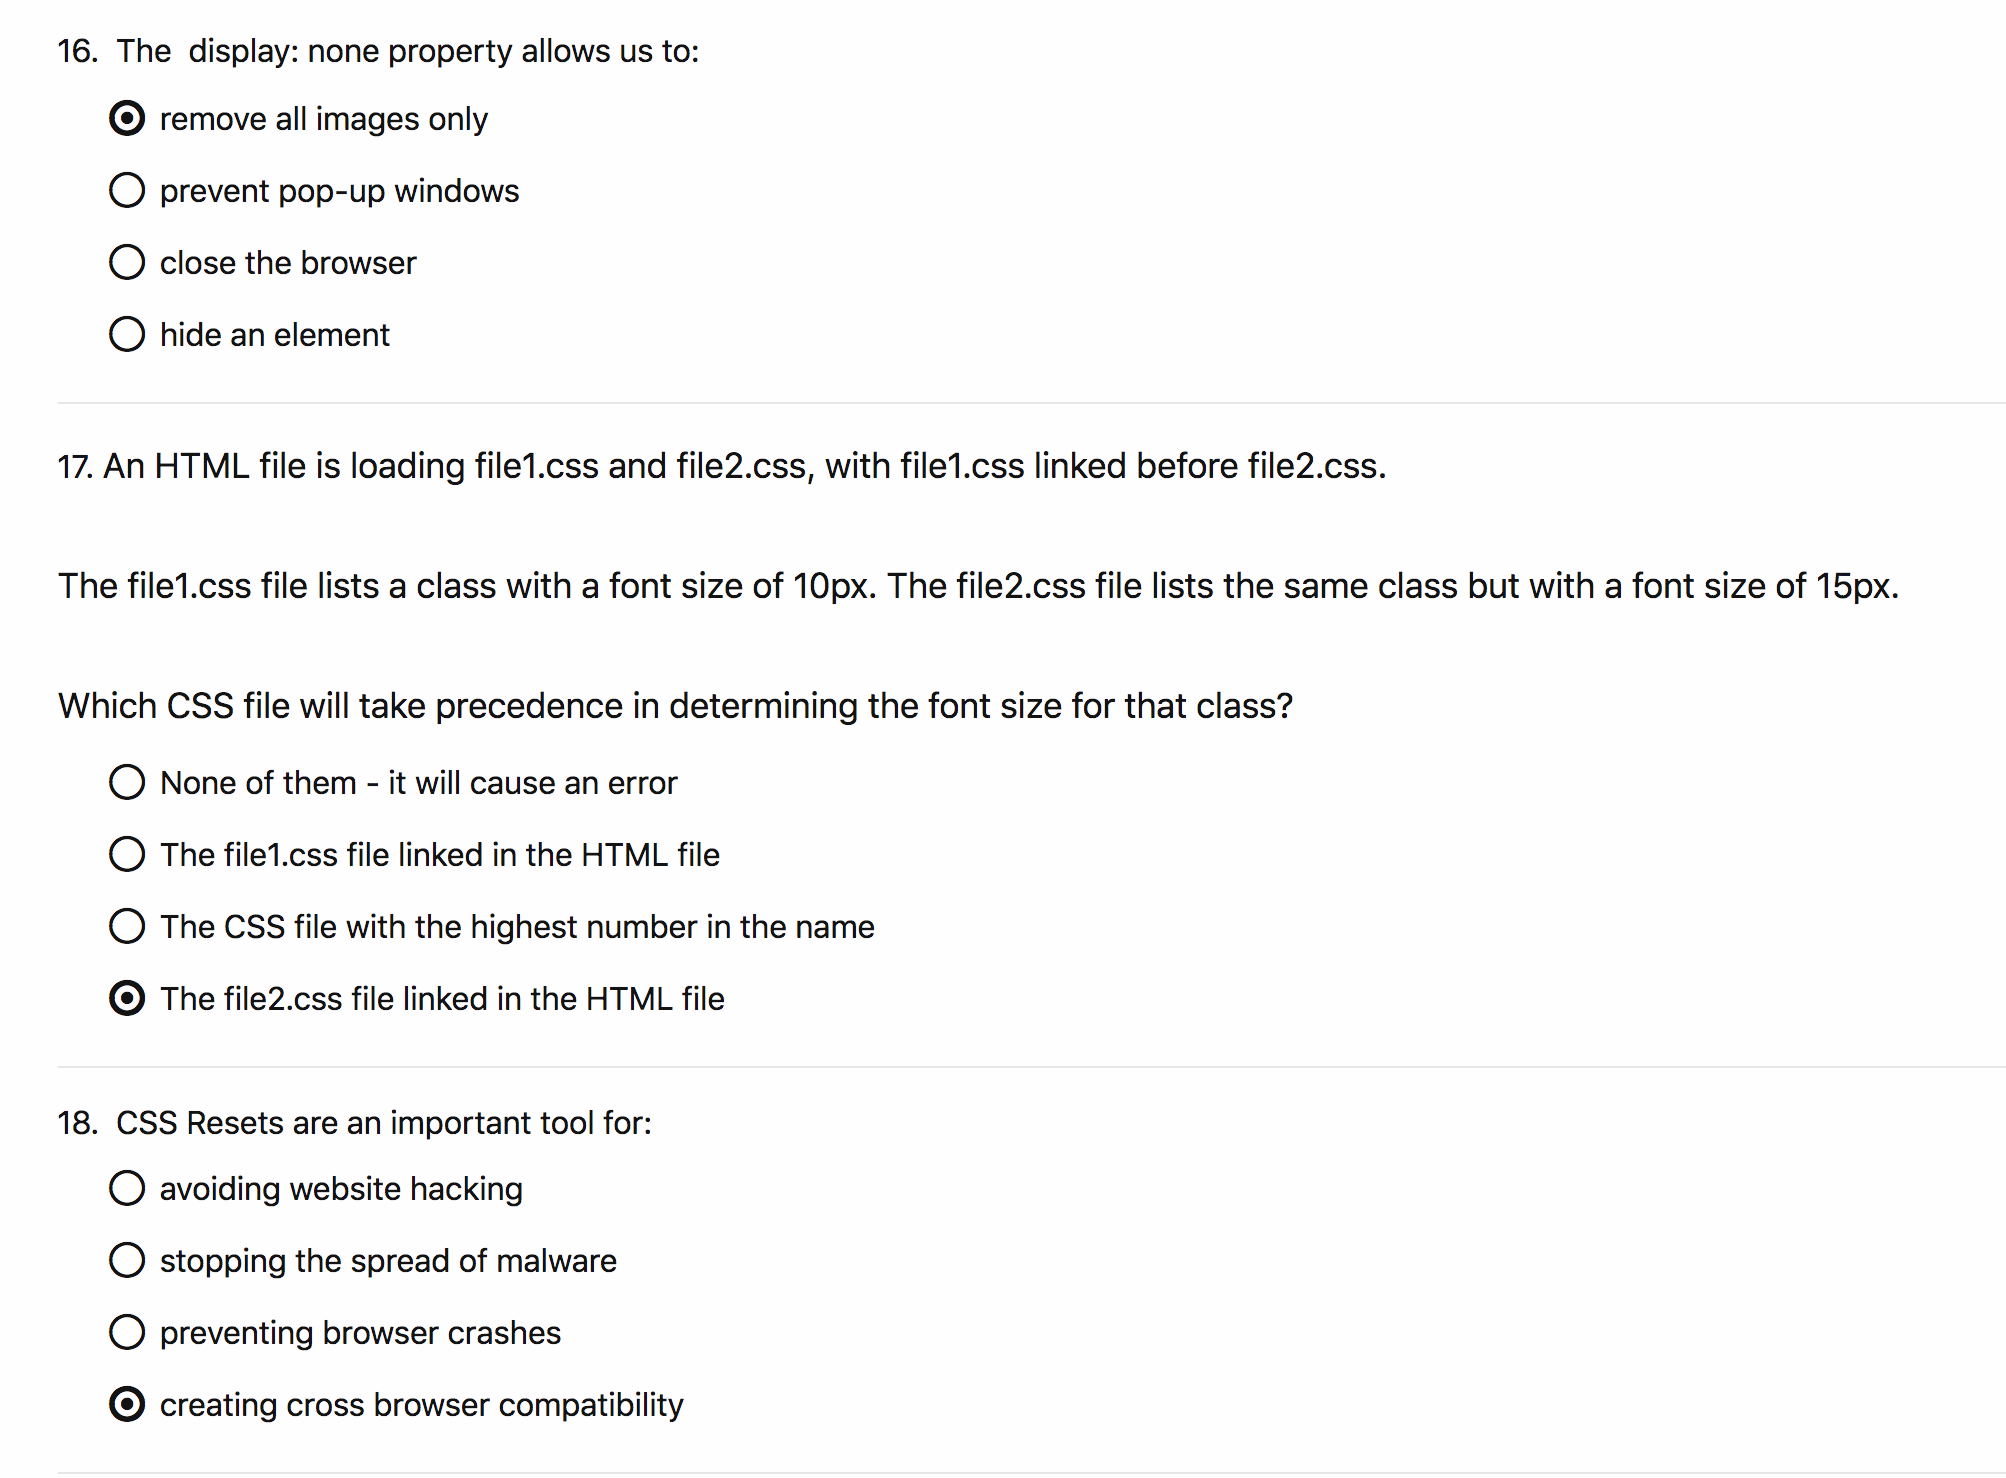 16. The display: none property allows us to:
remove all images only
prevent pop-up windows
close the browser
hide an element
17. An HTML file is loading file1.css and file2.css, with file1.css linked before file2.css.
The file1.css file lists a class with a font size of 10px. The file2.css file lists the same class but with a font size of 15px.
Which CSS file will take precedence in determining the font size for that class?
None of them - it will cause an error
The file1.css file linked in the HTML file
The CSS file with the highest number in the name
The file2.css file linked in the HTML file
18. CSS Resets are an important tool for:
avoiding website hacking
stopping the spread of malware
preventing browser crashes
creating cross browser compatibility